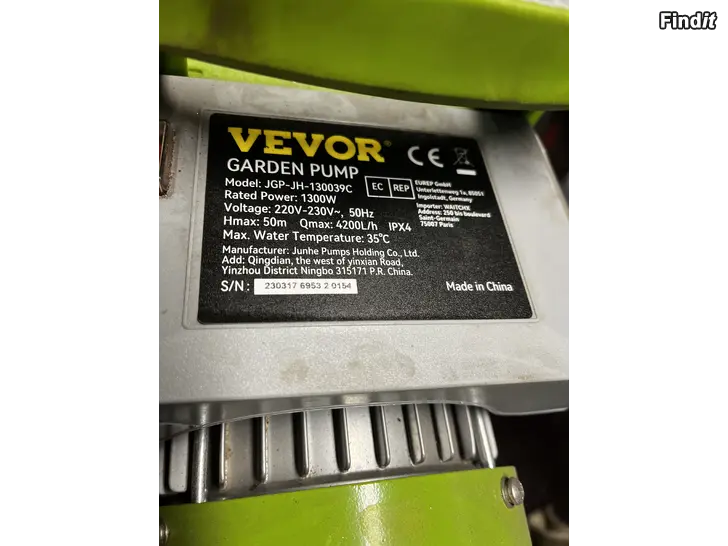 Findit
VEVOR®
GARDEN PUMP
Model: JGP-JH-130039C
Rated Power: 1300W
Voltage: 220V-230V~, 50Hz
Hmax: 50m Qmax: 4200L/h IPX4
Max. Water Temperature: 35°C
Manufacturer: Junhe Pumps Holding Co., Ltd.
Add: Qingdian, the west of yinxian Road,
Yinzhou District Ningbo 315171 P.R. China.
S/N: 230317 6953 2 0154
CE
EC REP
EUREP GmbH
Unterlettenweg 1a, 85051
Ingolstadt, Germany
Importer: WAITCHX
Address: 250 bis boulevard
Saint-Germain
75007 Paris
Made in China